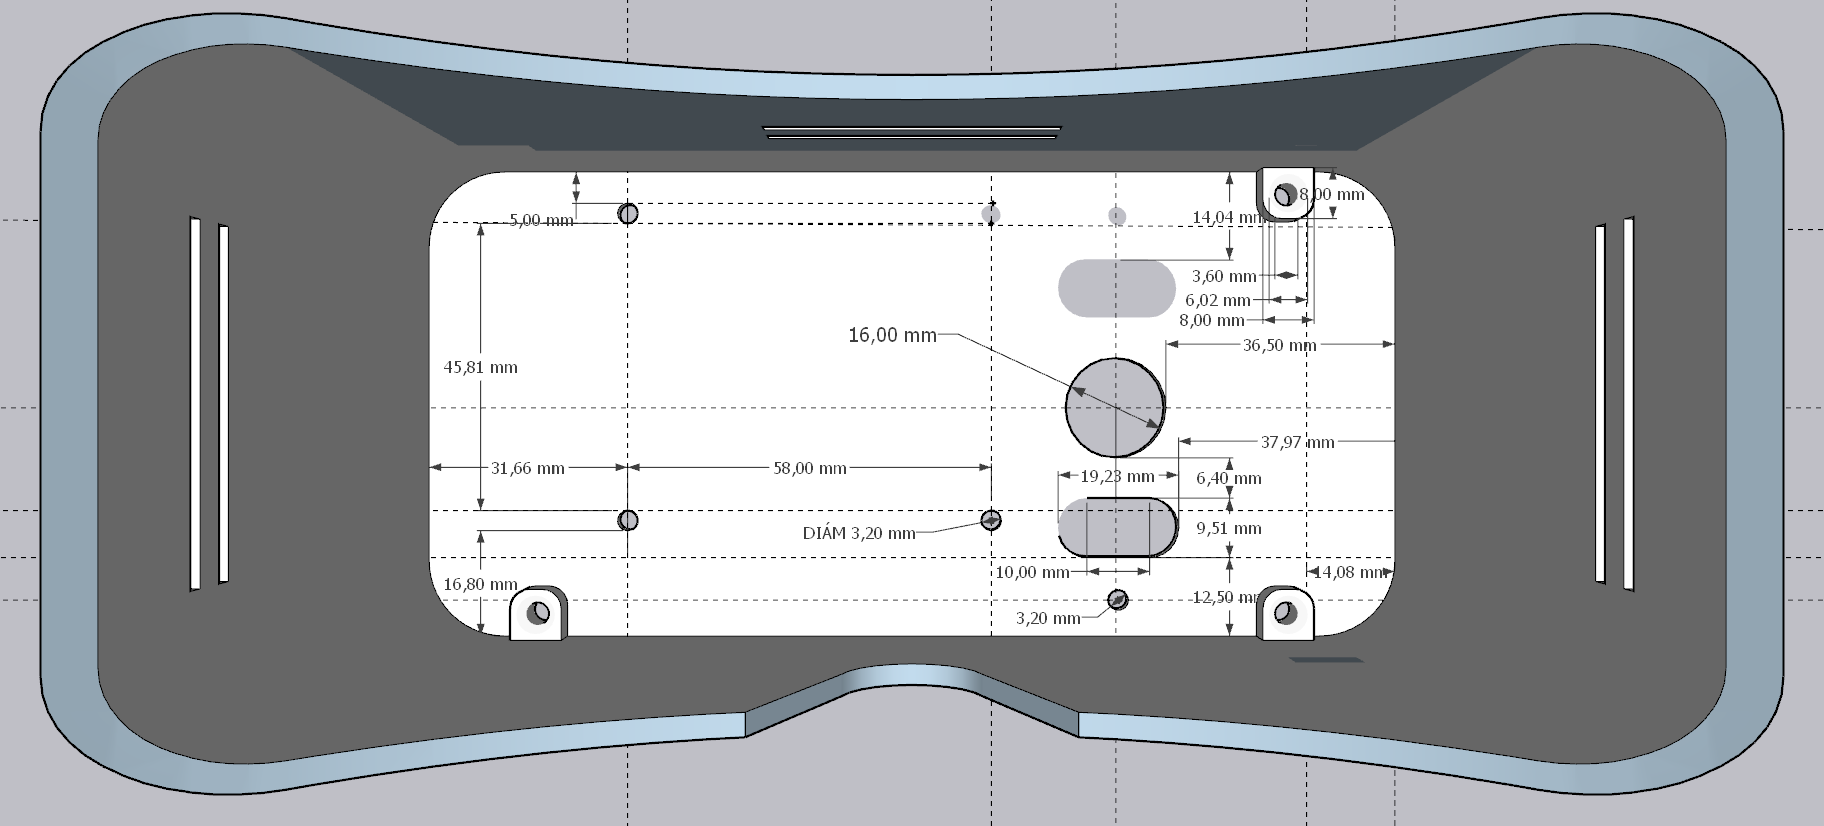 8,00 mm
14,04 mm
5,00 mm
3,60 mm
6,02 mm
8,00 mm
16,00 mm
36,50 mm
45,81 mm
37,97 mm
31,66 mm
58,00 mm
19,23 mm
6,40 mm
9,51 mm
DIÁM 3,20 mm
10,00 mm
14,08 mm
16,80 mm
12,50 mm
3,20 mm